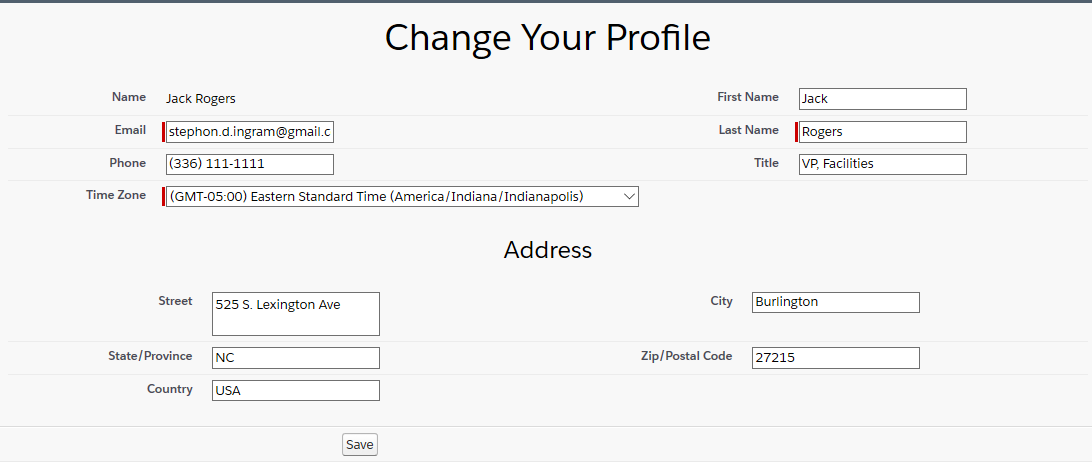 Change Your Profile
Name Jack Rogers First Name Jack
Email stephon.d.ingram@gmail.c Last Name Rogers
Phone (336) 111-1111 Title VP, Facilities
Time Zone (GMT-05:00) Eastern Standard Time (America/Indiana/Indianapolis)
Address
Street 525 S. Lexington Ave City Burlington
State/Province NC Zip/Postal Code 27215
Country USA
Save